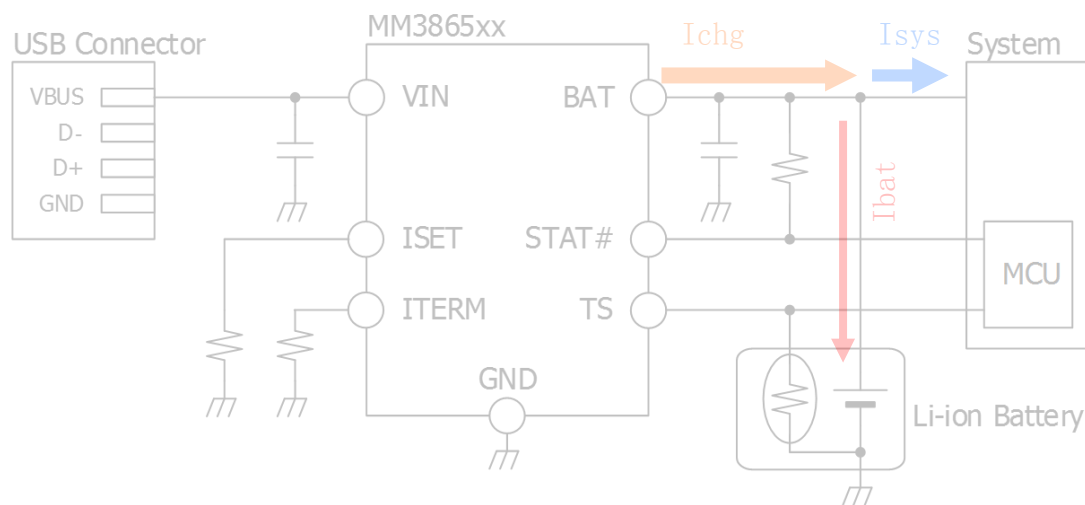 MM3865xx
Ichg
Isys
USB Connector
System
VBUS
VIN
BAT
D-
D+
GND
Ibat
ISET
STAT#
MCU
ITERM
TS
GND
Li-ion Battery